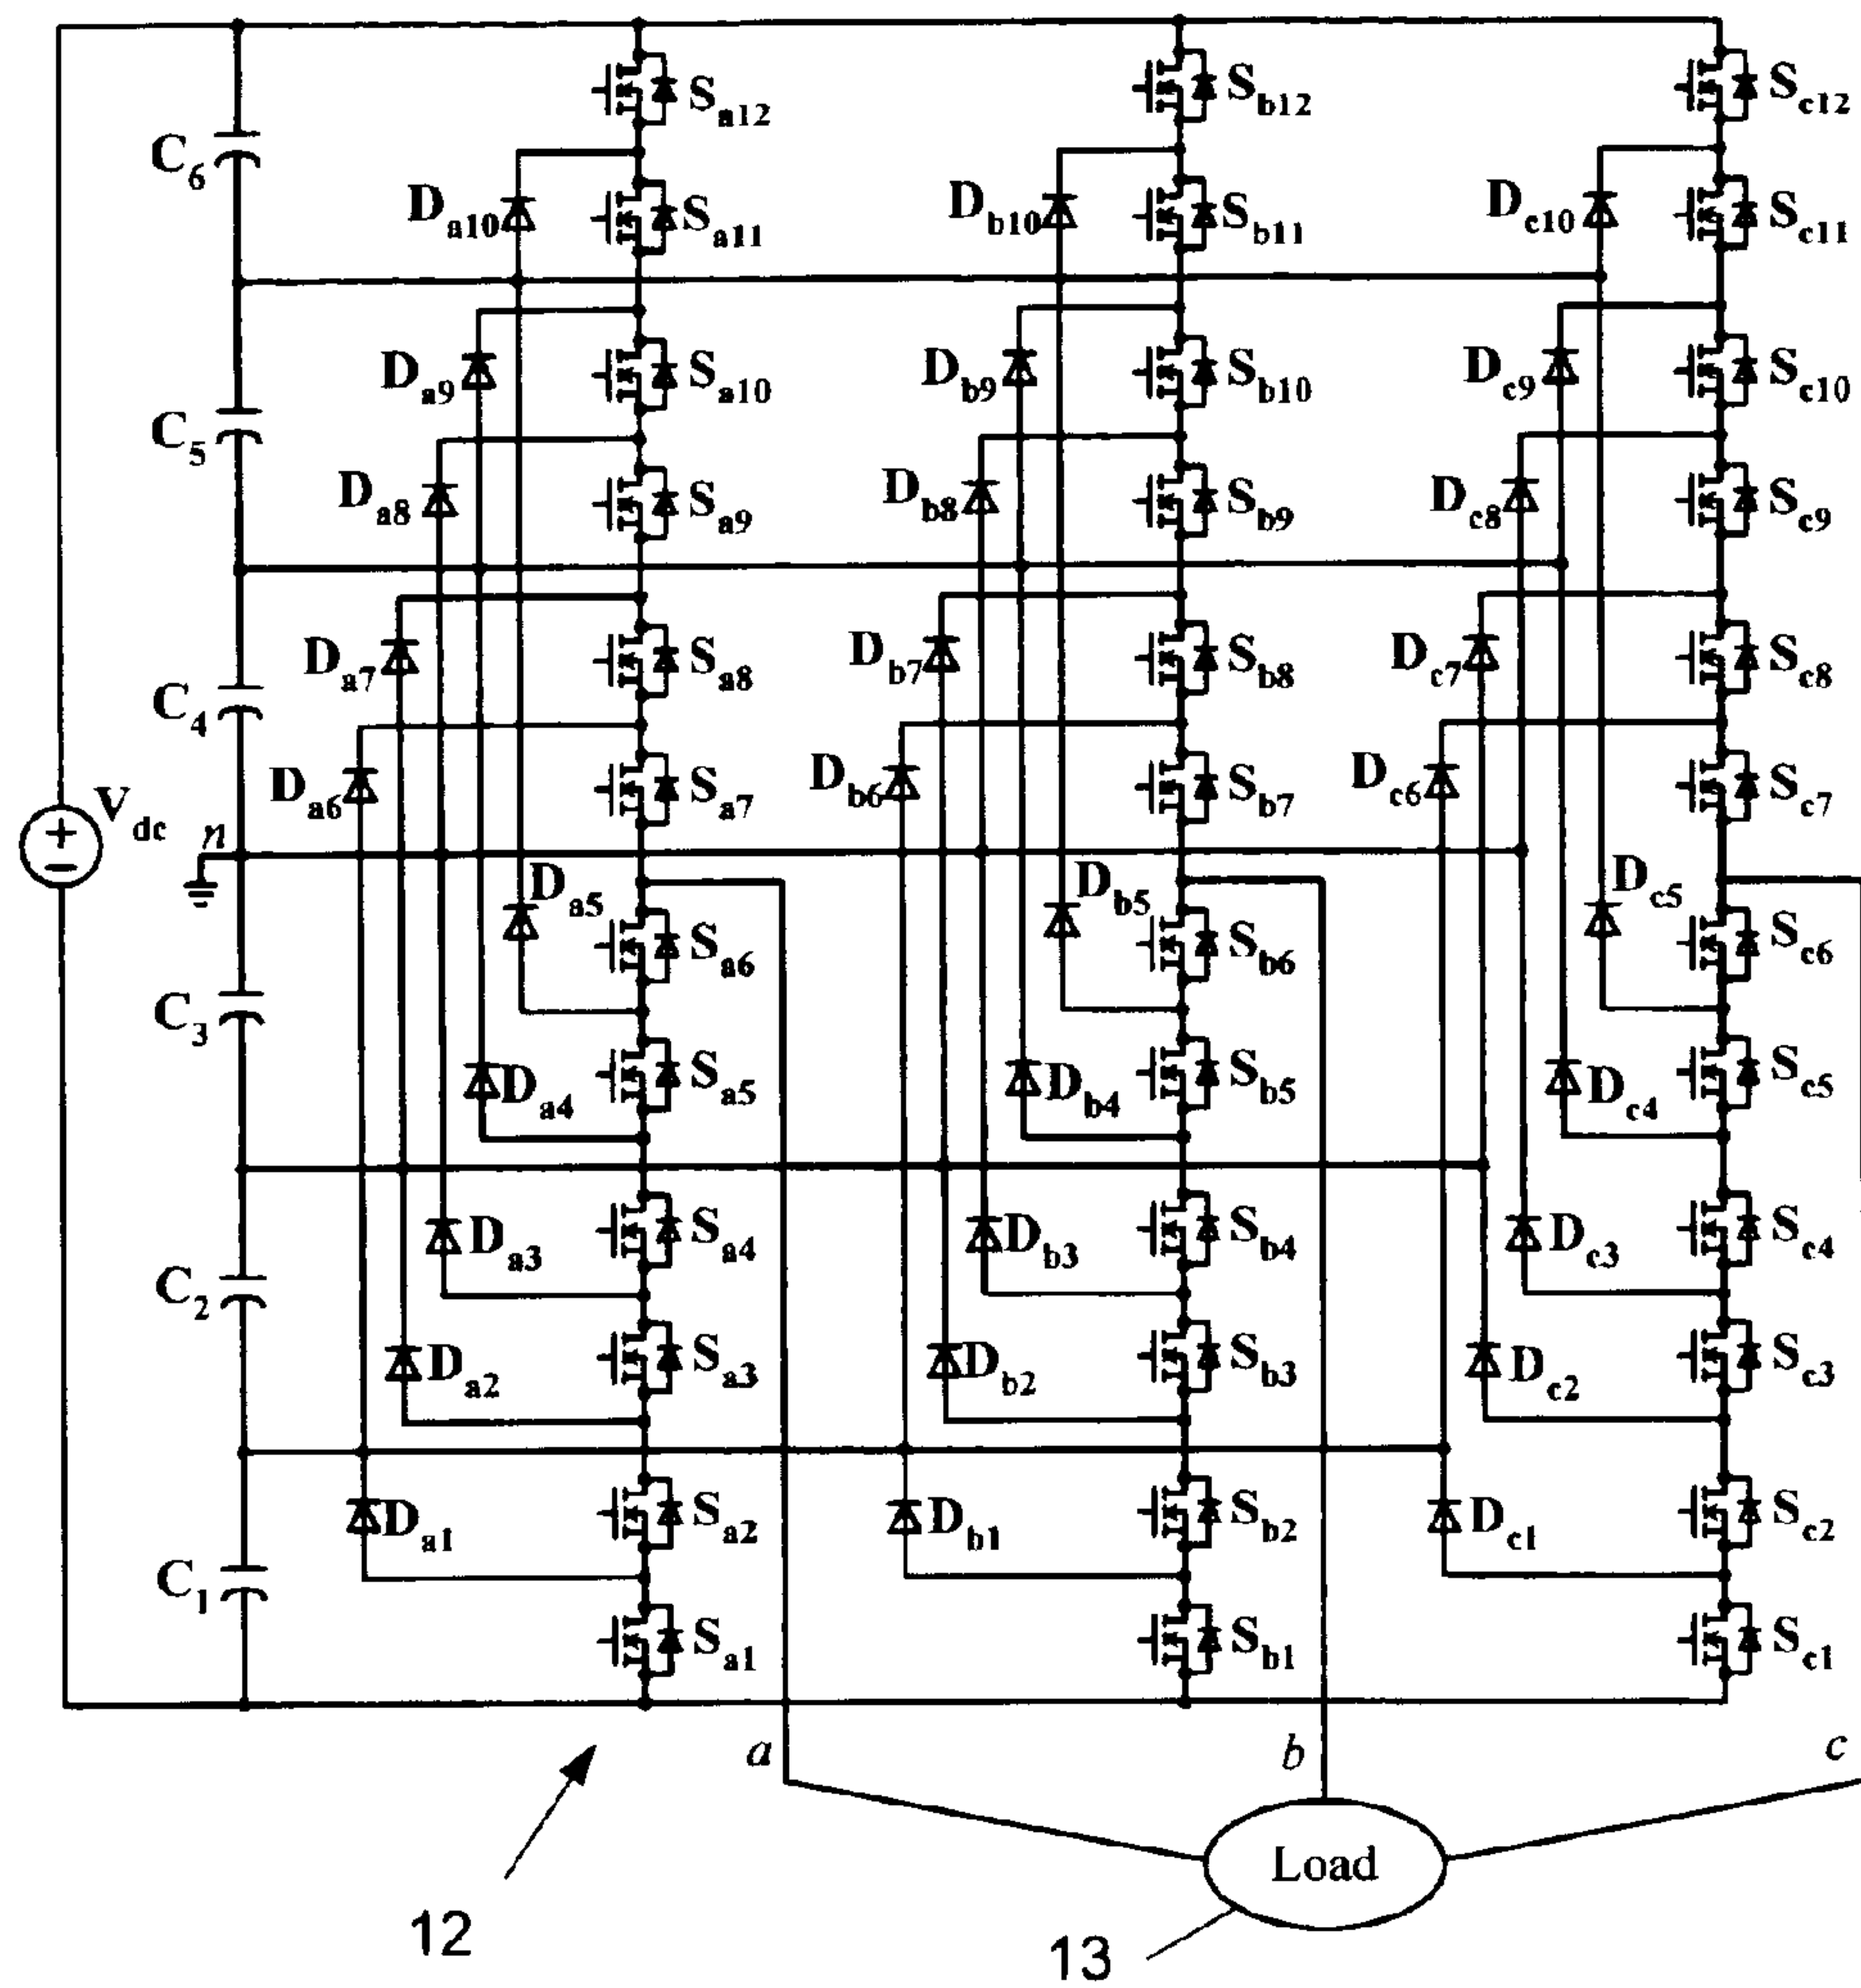 S_a12 S_b12 S_c12
C_6
D_a10 S_a11 D_b10 S_b11 D_c10 S_c11
D_a9 S_a10 D_b9 S_b10 D_c9 S_c10
C_5
D_a8 S_a9 D_b8 S_b9 D_c8 S_c9
D_a7 S_a8 D_b7 S_b8 D_c7 S_c8
C_4
D_a6 S_a7 D_b6 S_b7 D_c6 S_c7
V_dc n
+
−
D_a5 D_b5 D_c5
S_a6 S_b6 S_c6
C_3
D_a4 S_a5 D_b4 S_b5 D_c4 S_c5
D_a3 S_a4 D_b3 S_b4 D_c3 S_c4
C_2
D_a2 S_a3 D_b2 S_b3 D_c2 S_c3
D_a1 S_a2 D_b1 S_b2 D_c1 S_c2
C_1
S_a1 S_b1 S_c1
a b c
Load
12 13